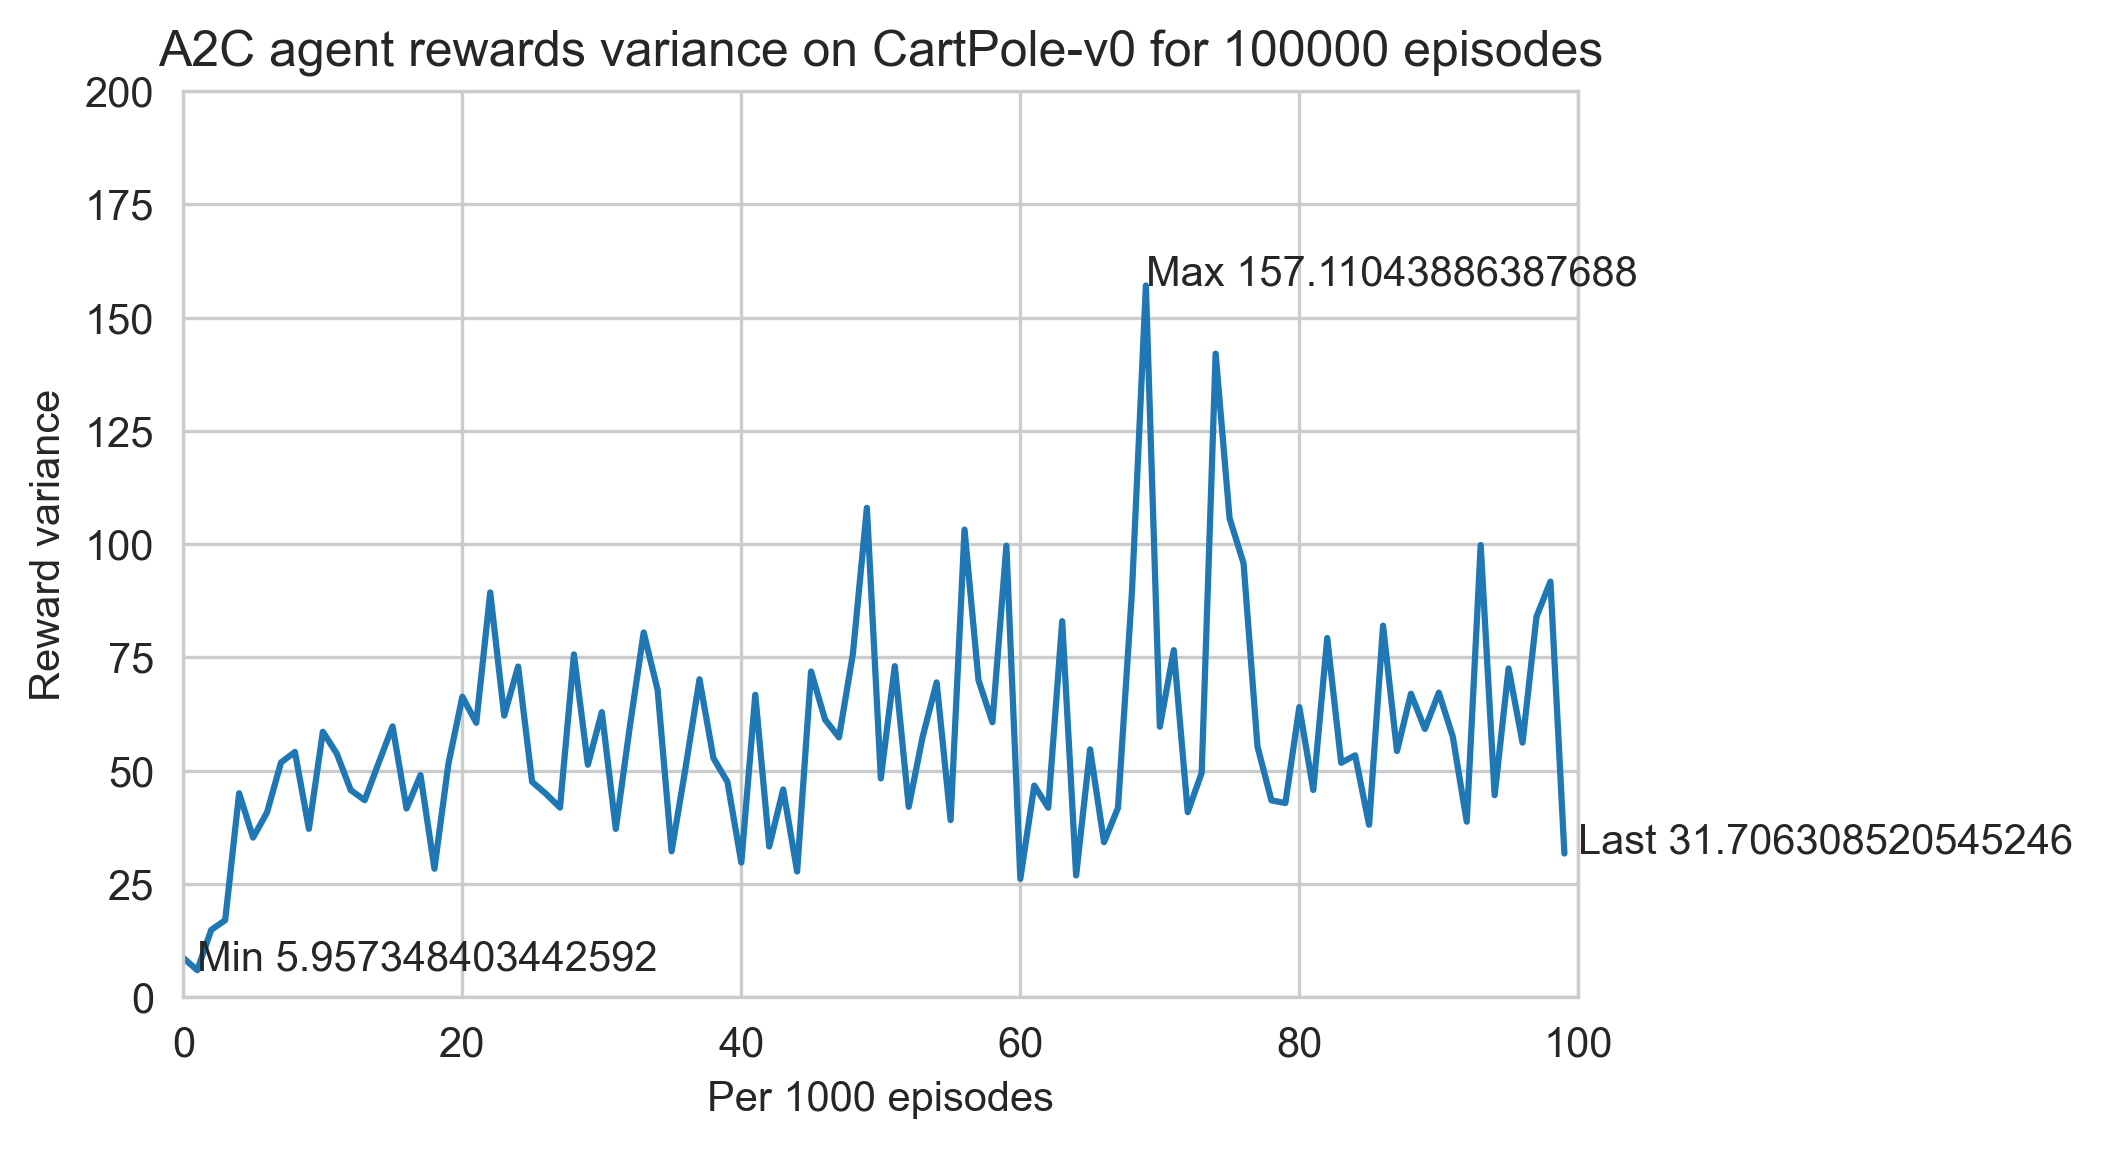 A2C agent rewards variance on CartPole-v0 for 100000 episodes
200
175
150
125
100
75
50
25
0
Reward variance
Max 157.11043886387688
Last 31.706308520545246
Min 5.957348403442592
0
20
40
60
80
100
Per 1000 episodes